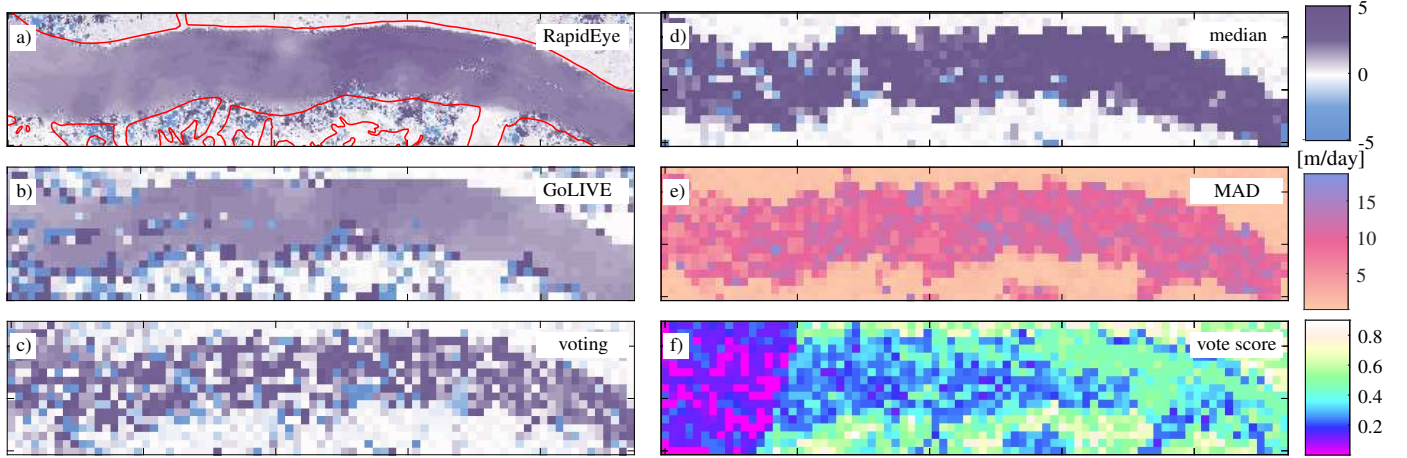 a) RapidEye
d) median
5
0
-5
[m/day]
b) GoLIVE
e) MAD
15
10
5
c) voting
f) vote score
0.8
0.6
0.4
0.2